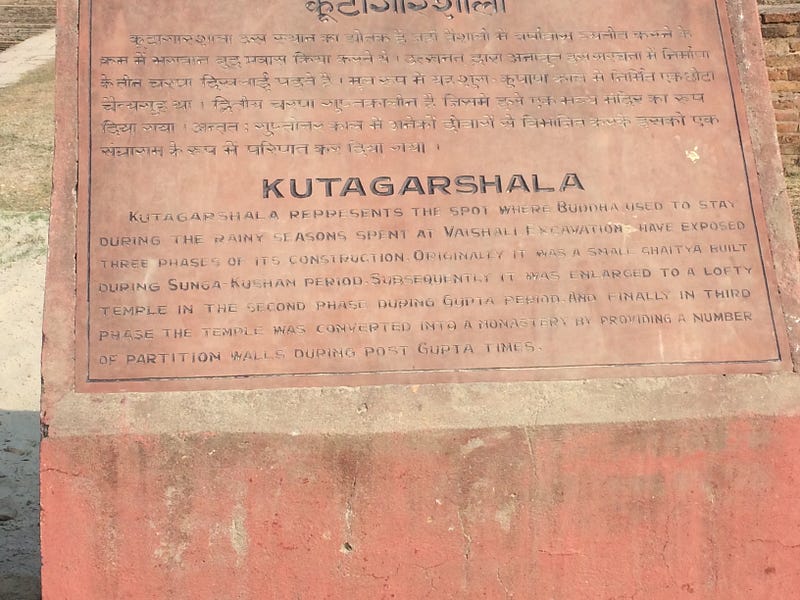 कूटागारशाला
कूटागारशाला उस स्थान का द्योतक है जहाँ वैशाली में वर्षावास व्यतीत करने के
क्रम में भगवान बुद्ध प्रवास किया करते थे। उत्खनन द्वारा अनावृत इस संरचना में निर्माण
के तीन चरण दिखलाई पड़ते हैं। मूल रूप में यह शुंग-कुषाण काल में निर्मित एक छोटा
चैत्यगृह था। द्वितीय चरण गुप्तकालीन है जिसमें इसे एक भव्य मंदिर का रूप
दिया गया। अन्ततः गुप्तोत्तर काल में अनेकों दीवारों से विभाजित करके इसको एक
संघाराम के रूप में परिणत कर दिया गया।
KUTAGARSHALA
KUTAGARSHALA REPRESENTS THE SPOT WHERE BUDDHA USED TO STAY
DURING THE RAINY SEASONS SPENT AT VAISHALI EXCAVATIONS HAVE EXPOSED
THREE PHASES OF ITS CONSTRUCTION. ORIGINALLY IT WAS A SMALL CHAITYA BUILT
DURING SUNGA-KUSHAN PERIOD. SUBSEQUENTLY IT WAS ENLARGED TO A LOFTY
TEMPLE IN THE SECOND PHASE DURING GUPTA PERIOD. AND FINALLY IN THIRD
PHASE THE TEMPLE WAS CONVERTED INTO A MONASTERY BY PROVIDING A NUMBER
OF PARTITION WALLS DURING POST GUPTA TIMES.